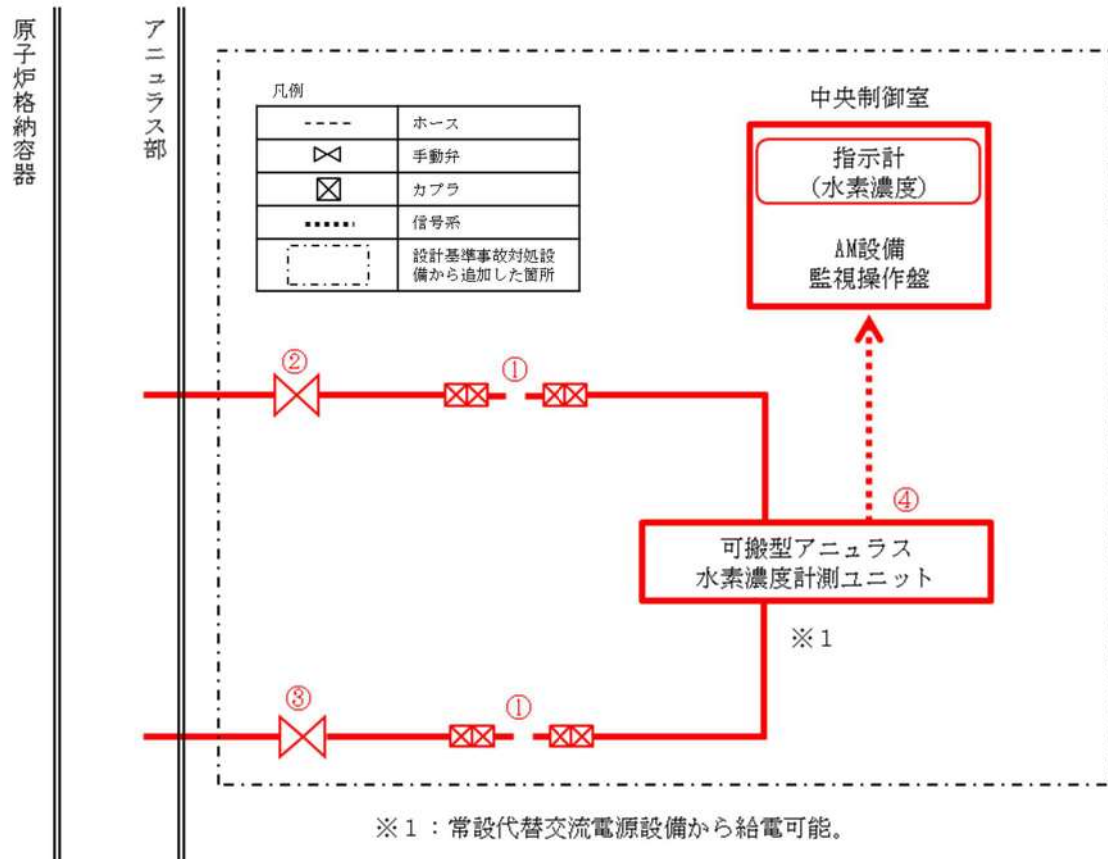 原子炉格納容器
アニュラス部
凡例
ホース
手動弁
カプラ
信号系
設計基準事故対処設
備から追加した箇所
中央制御室
指示計
(水素濃度)
AM設備
監視操作盤
②
①
④
可搬型アニュラス
水素濃度計測ユニット
※1
③
①
※1：常設代替交流電源設備から給電可能。